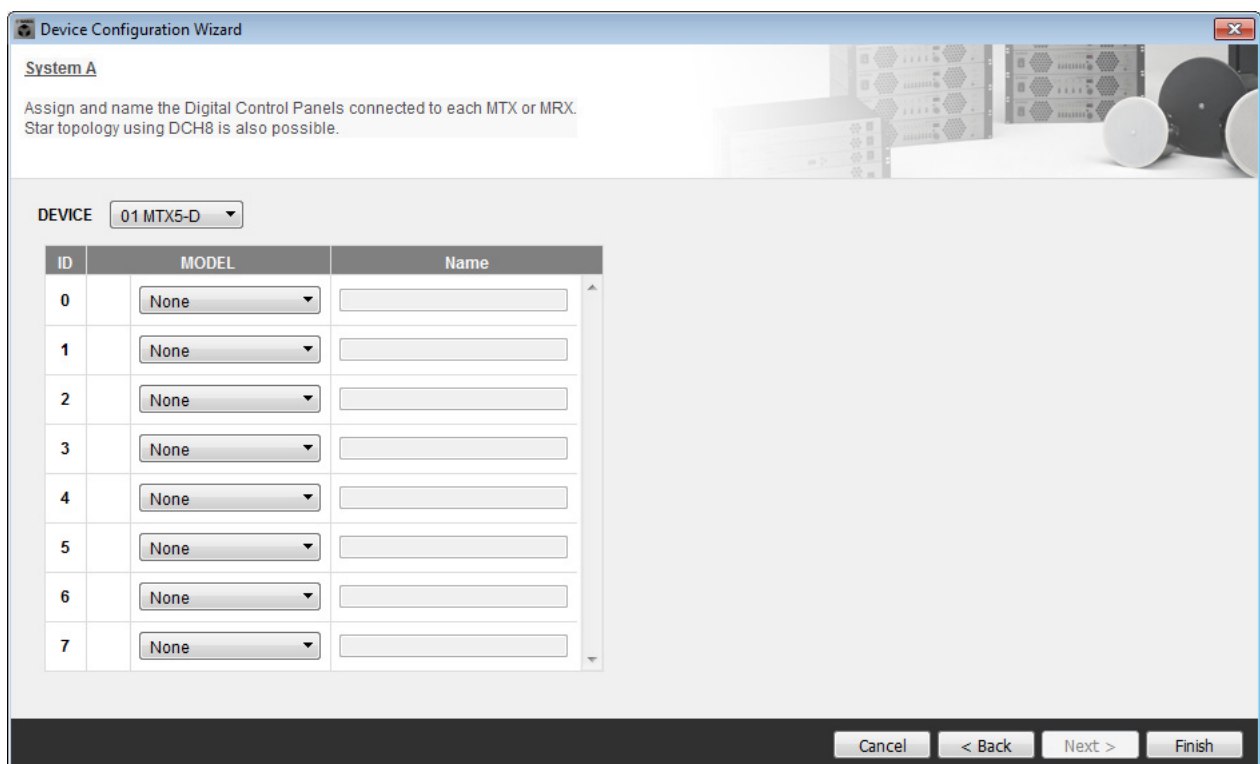 Device Configuration Wizard
System A
Assign and name the Digital Control Panels connected to each MTX or MRX.
Star topology using DCH8 is also possible.
DEVICE 01 MTX5-D
ID MODEL Name
0 None
1 None
2 None
3 None
4 None
5 None
6 None
7 None
Cancel < Back Next > Finish